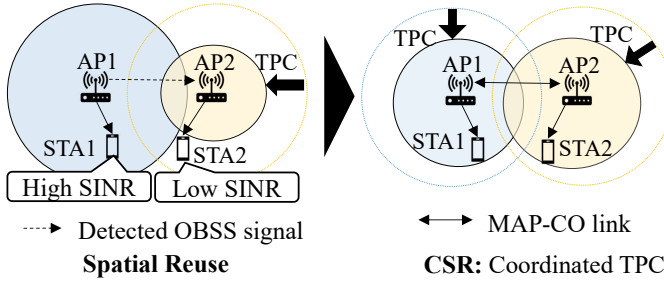 TPC
AP1
AP2
STA1
STA2
High SINR
Low SINR
Detected OBSS signal
Spatial Reuse
TPC
TPC
AP1
AP2
STA1
STA2
MAP-CO link
CSR: Coordinated TPC